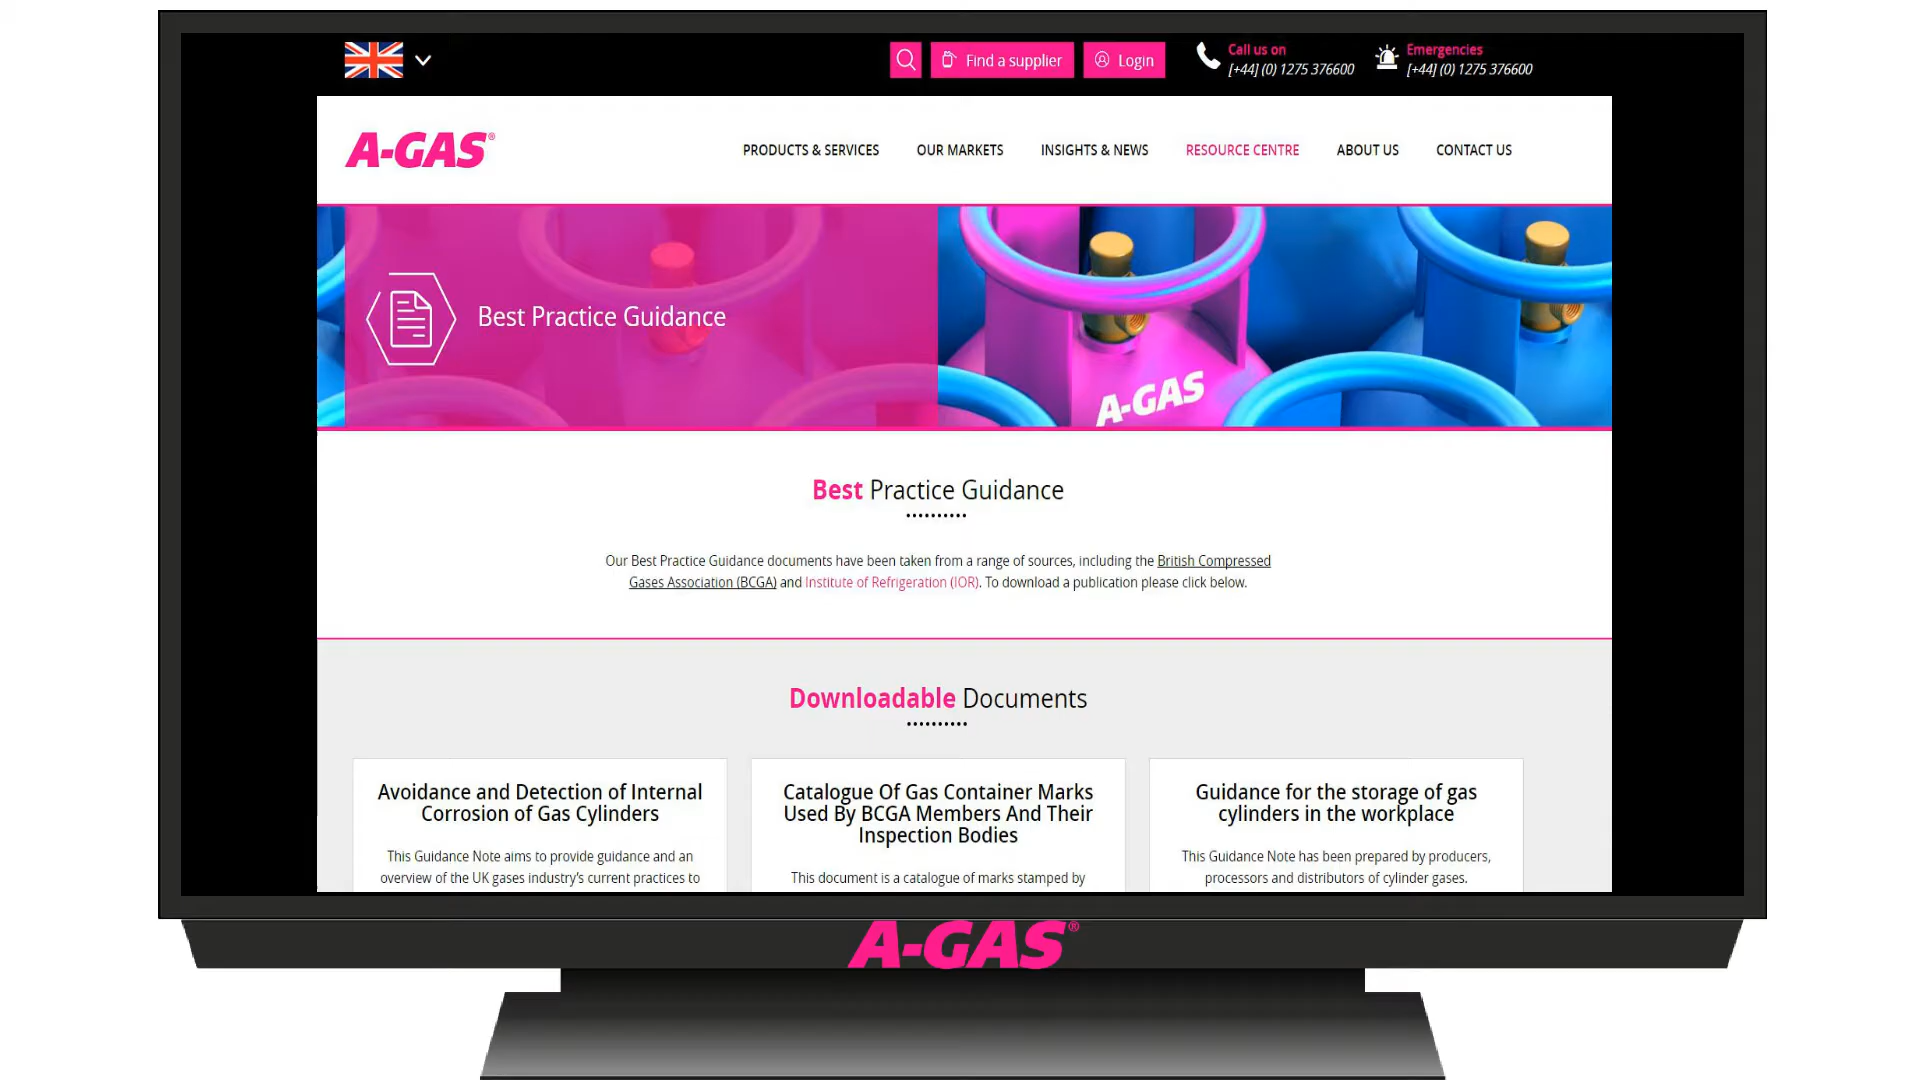 Find a supplier
Login
Call us on
[+44] (0) 1275 376600
Emergencies
[+44] (0) 1275 376600
A-GAS®
PRODUCTS & SERVICES
OUR MARKETS
INSIGHTS & NEWS
RESOURCE CENTRE
ABOUT US
CONTACT US
Best Practice Guidance
A-GAS
Best Practice Guidance
Our Best Practice Guidance documents have been taken from a range of sources, including the British Compressed
Gases Association (BCGA) and Institute of Refrigeration (IOR). To download a publication please click below.
Downloadable Documents
Avoidance and Detection of Internal
Corrosion of Gas Cylinders
This Guidance Note aims to provide guidance and an
overview of the UK gases industry’s current practices to
Catalogue Of Gas Container Marks
Used By BCGA Members And Their
Inspection Bodies
This document is a catalogue of marks stamped by
Guidance for the storage of gas
cylinders in the workplace
This Guidance Note has been prepared by producers,
processors and distributors of cylinder gases.
A-GAS®